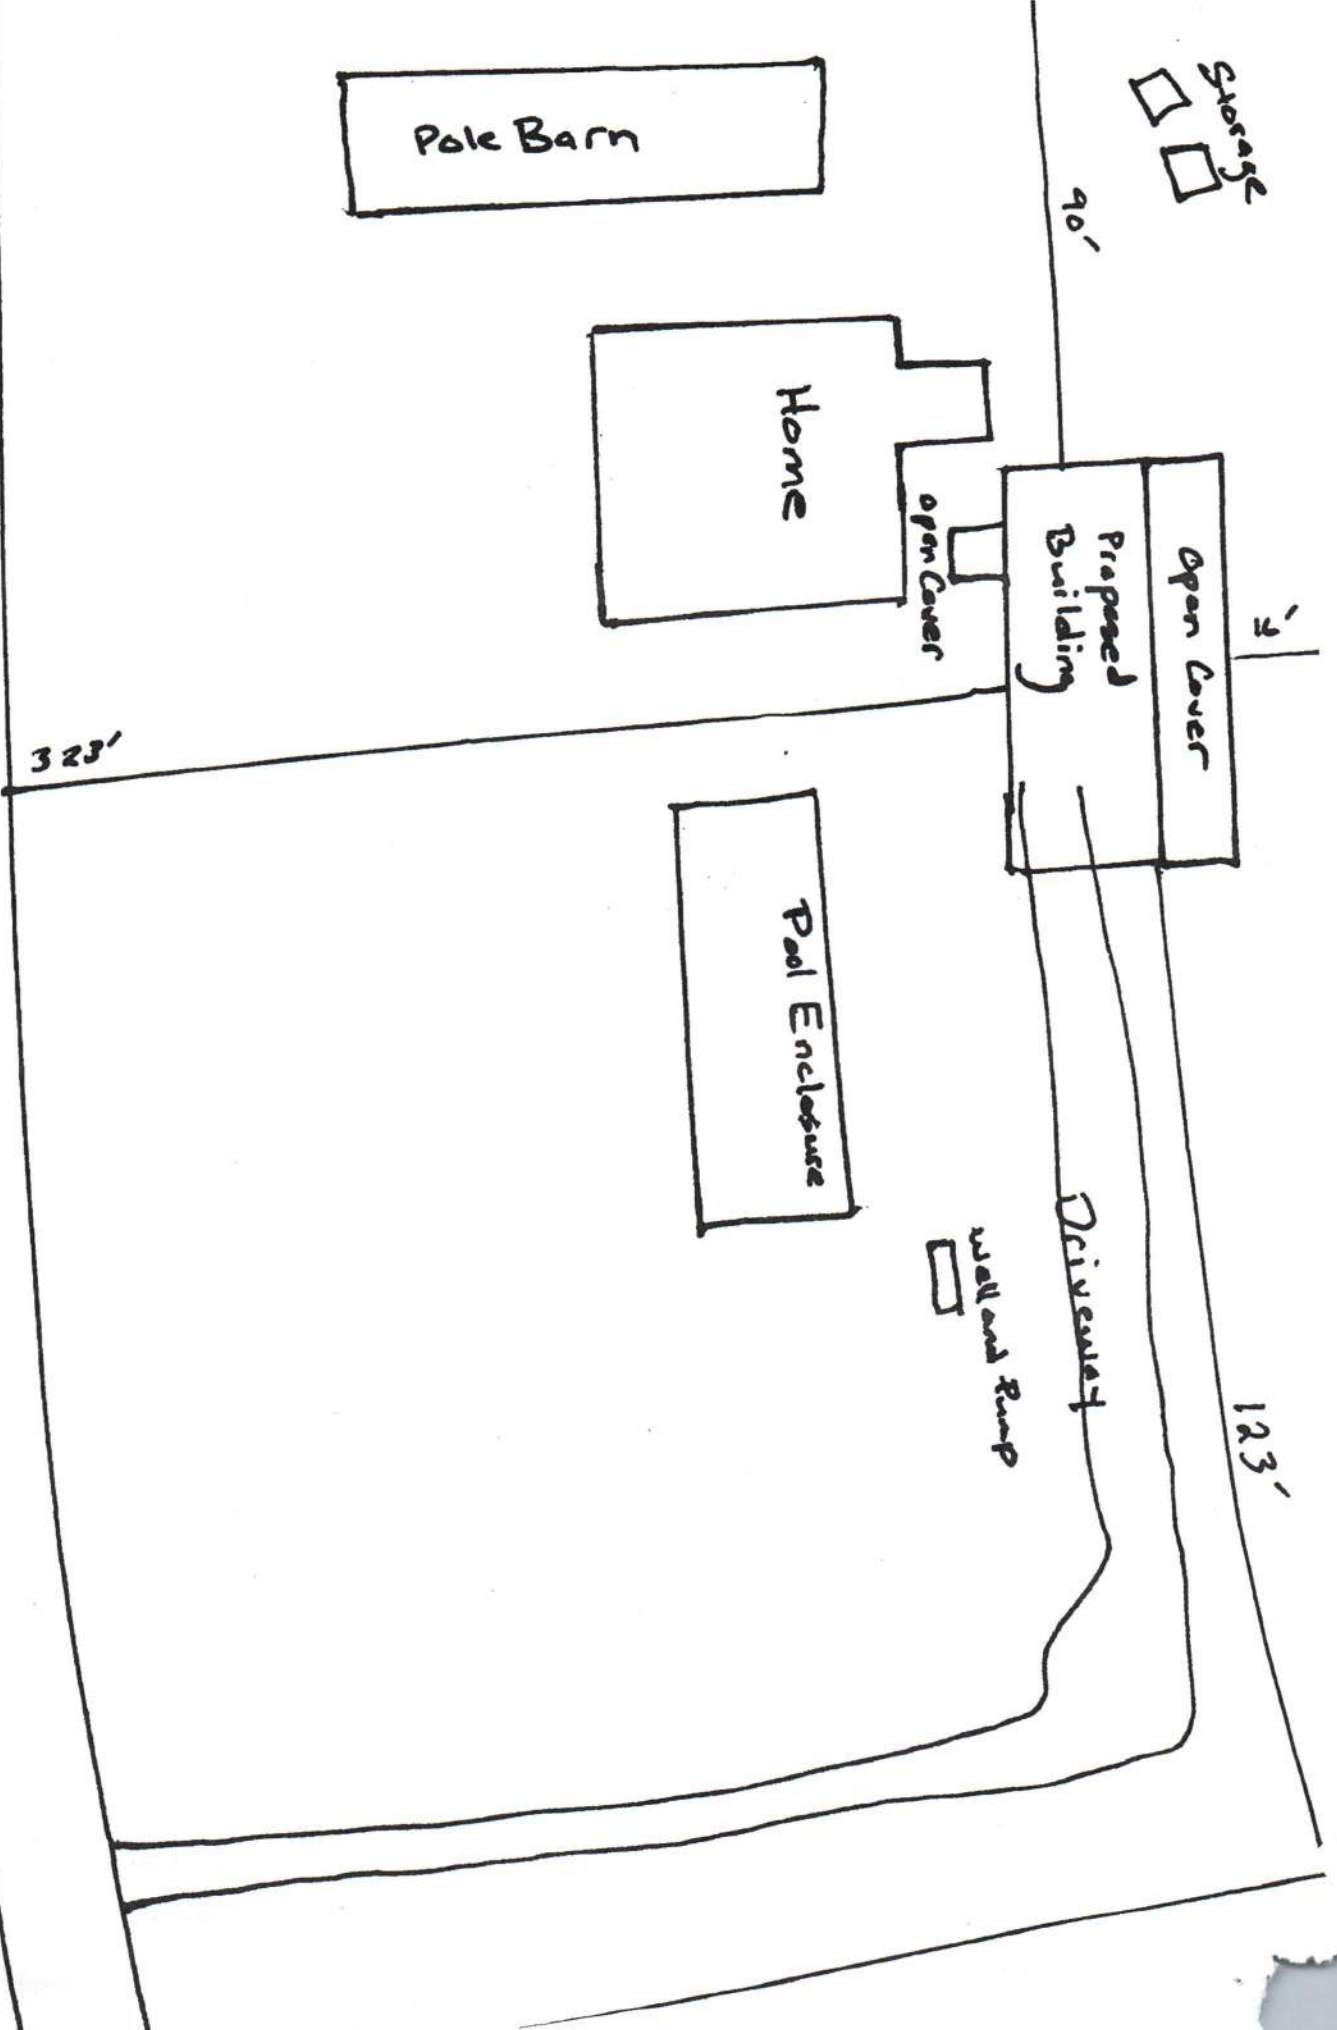 Storage
Pole Barn
90'
Home
open Cover
Proposed
Building
Open Cover
323'
Pool Enclosure
Well and Pump
Driveway
123'